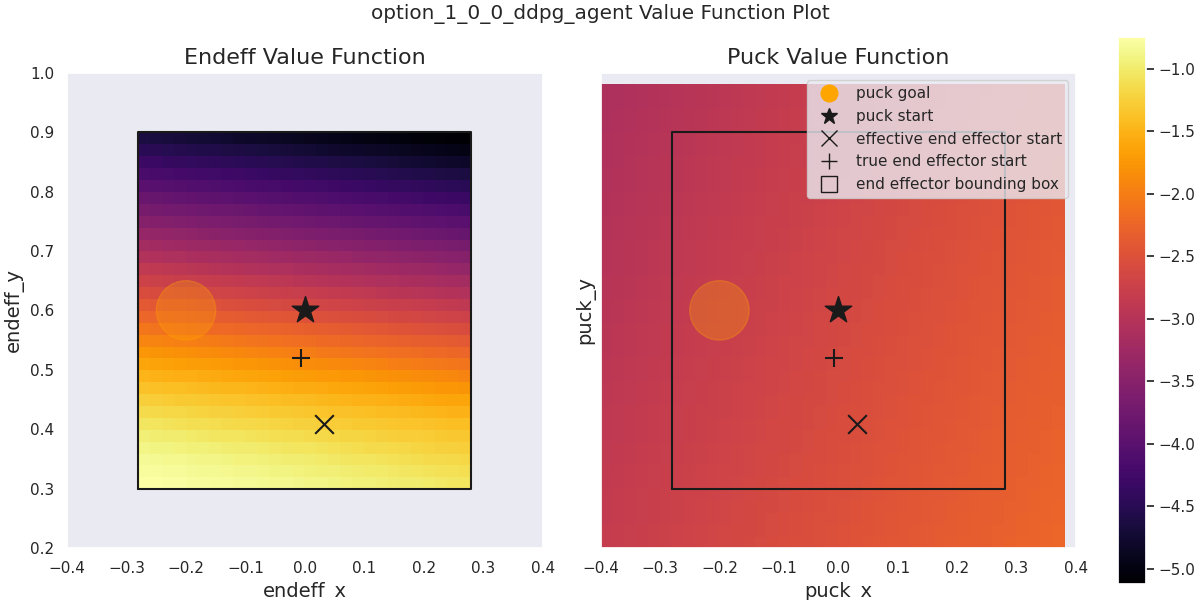 option_1_0_0_ddpg_agent Value Function Plot
Endeff Value Function
1.0
0.9
0.8
0.7
0.6
0.5
0.4
0.3
0.2
endeff_y
−0.4 −0.3 −0.2 −0.1 0.0 0.1 0.2 0.3 0.4
endeff_x
Puck Value Function
puck goal
puck start
effective end effector start
true end effector start
end effector bounding box
puck_y
−0.4 −0.3 −0.2 −0.1 0.0 0.1 0.2 0.3 0.4
puck_x
−1.0
−1.5
−2.0
−2.5
−3.0
−3.5
−4.0
−4.5
−5.0